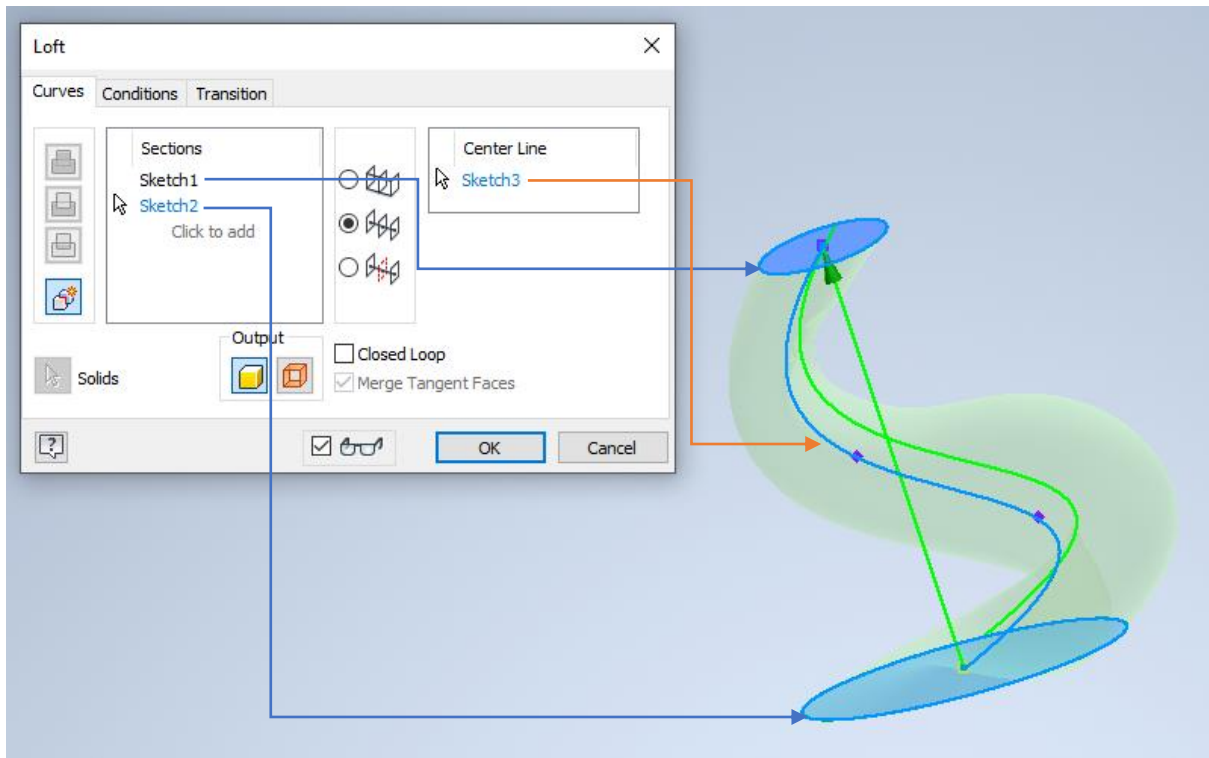 Loft
Curves Conditions Transition
Sections
Sketch1
Sketch2
Click to add
Center Line
Sketch3
Output
Solids
Closed Loop
Merge Tangent Faces
?
OK
Cancel